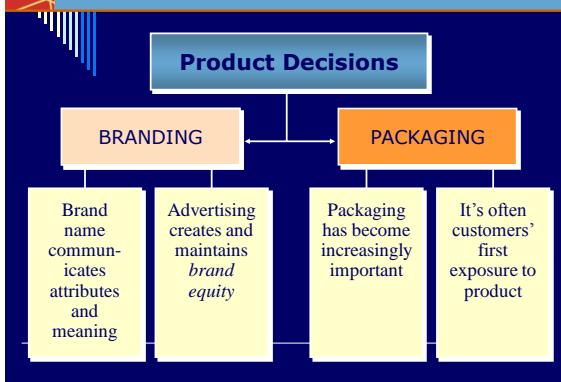 Product Decisions
BRANDING
PACKAGING
Brand
name
commun-
icates
attributes
and
meaning
Advertising
creates and
maintains
brand
equity
Packaging
has become
increasingly
important
It's often
customers'
first
exposure to
product